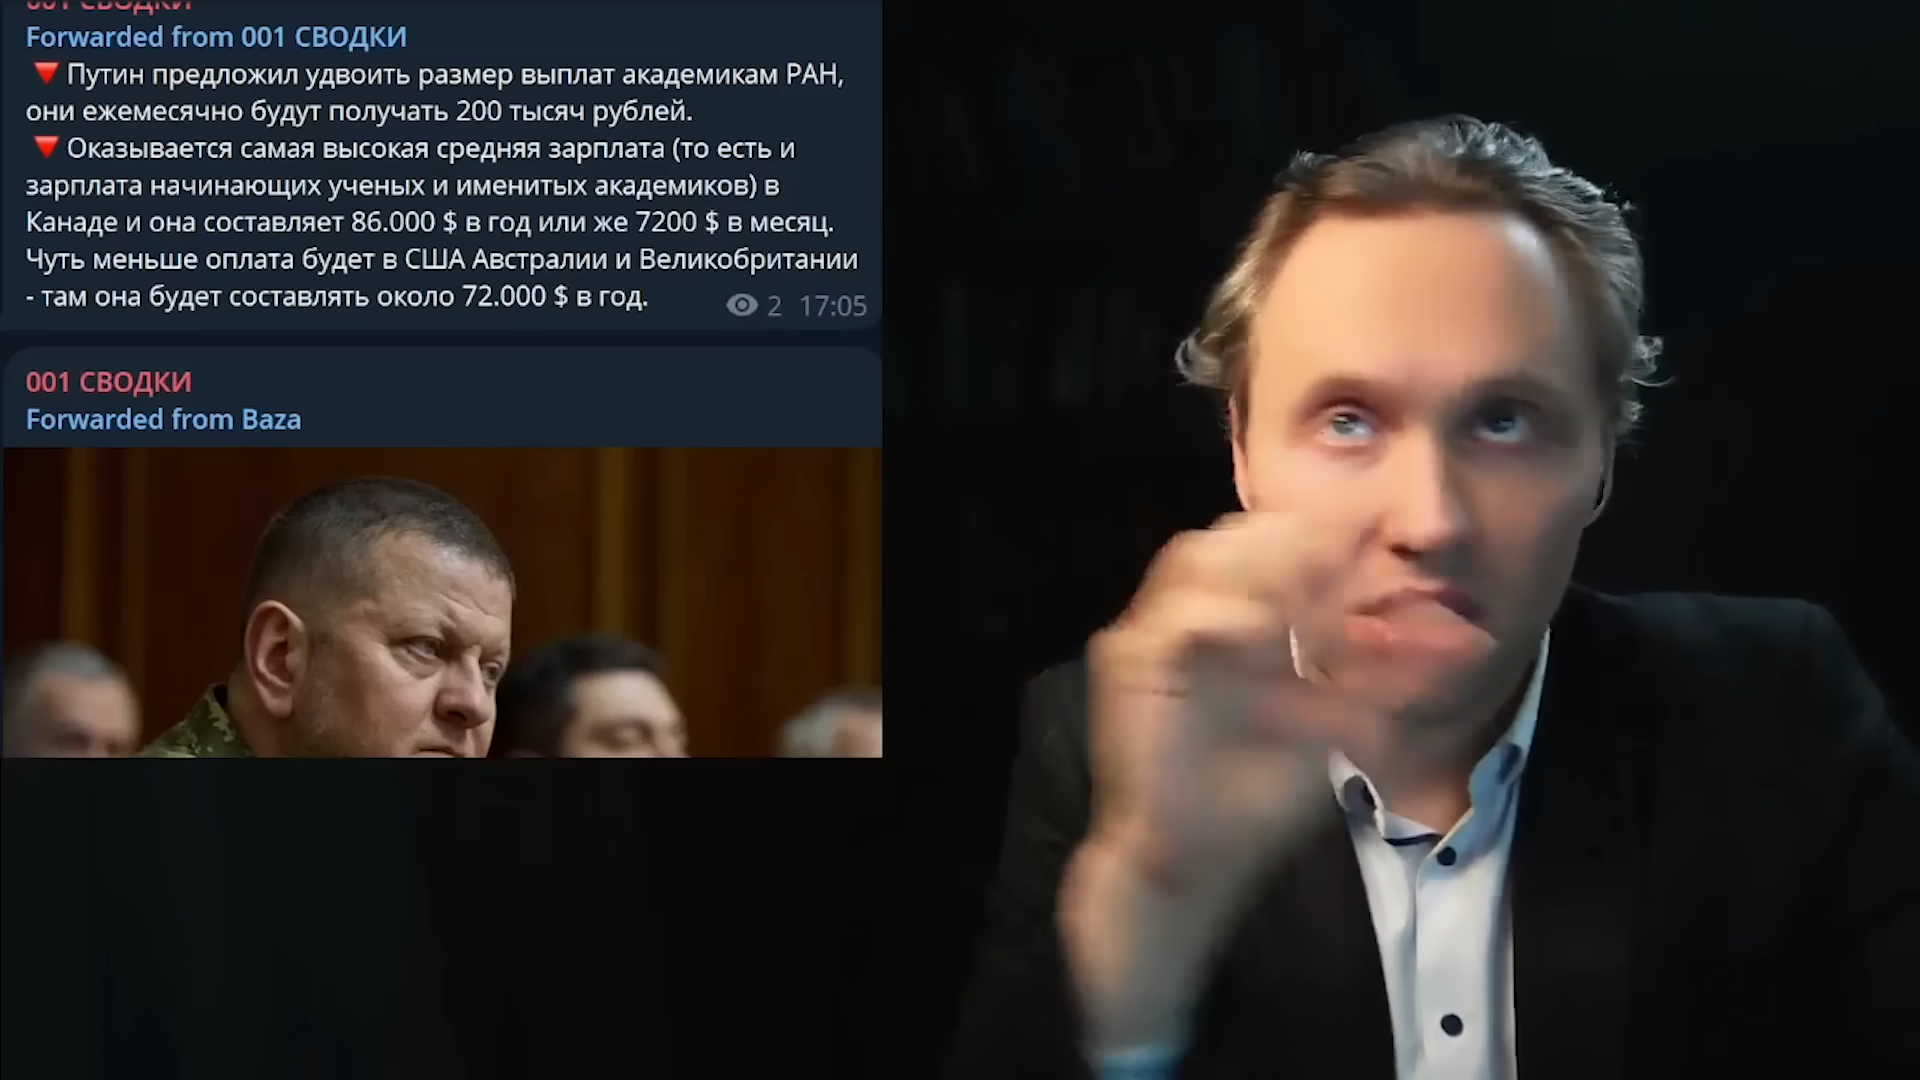 001 СВОДКИ
Forwarded from 001 СВОДКИ
🔻Путин предложил удвоить размер выплат академикам РАН,
они ежемесячно будут получать 200 тысяч рублей.
🔻Оказывается самая высокая средняя зарплата (то есть и
зарплата начинающих ученых и именитых академиков) в
Канаде и она составляет 86.000 $ в год или же 7200 $ в месяц.
Чуть меньше оплата будет в США Австралии и Великобритании
- там она будет составлять около 72.000 $ в год.
2 17:05
001 СВОДКИ
Forwarded from Baza